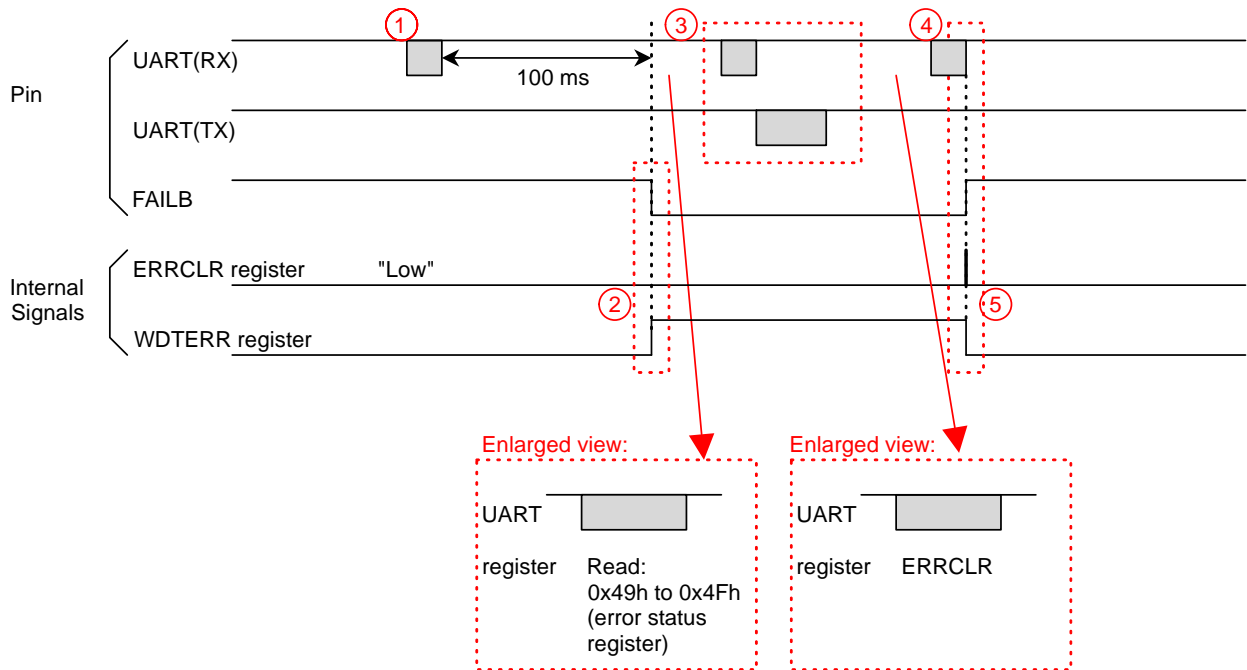 ① ③ ④
UART(RX)
100 ms
Pin
UART(TX)
FAILB
ERRCLR register "Low"
Internal
Signals
② ⑤
WDTERR register
Enlarged view:
UART
register Read:
0x49h to 0x4Fh
(error status
register)
Enlarged view:
UART
register ERRCLR